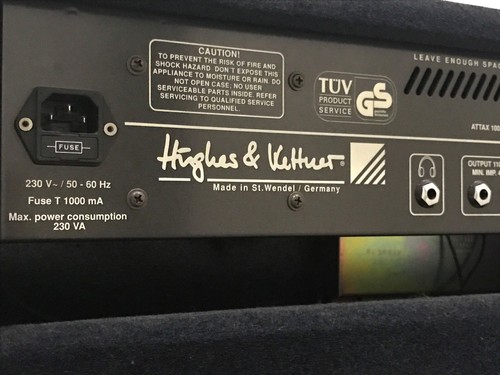 CAUTION!
TO PREVENT THE RISK OF FIRE AND
SHOCK HAZARD, DON'T EXPOSE THIS
APPLIANCE TO MOISTURE OR RAIN. DO
NOT OPEN CASE; NO USER
SERVICEABLE PARTS INSIDE. REFER
SERVICING TO QUALIFIED SERVICE
PERSONNEL.
TÜV
PRODUCT
SERVICE
GS
LEAVE ENOUGH SPAC
ATTAX 100
FUSE
230 V~ / 50 - 60 Hz
Fuse T 1000 mA
Max. power consumption
230 VA
Hughes & Kettner®
Made in St.Wendel / Germany
OUTPUT 110
MIN. IMP. 4